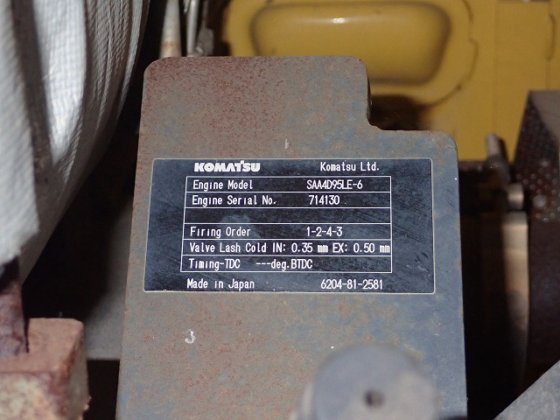 KOMATSU Komatsu Ltd.
Engine Model SAA4D95LE-6
Engine Serial No. 714130
Firing Order 1-2-4-3
Valve Lash Cold IN: 0.35 mm EX: 0.50 mm
Timing-TDC ---deg.BTDC
Made in Japan 6204-81-2581
3